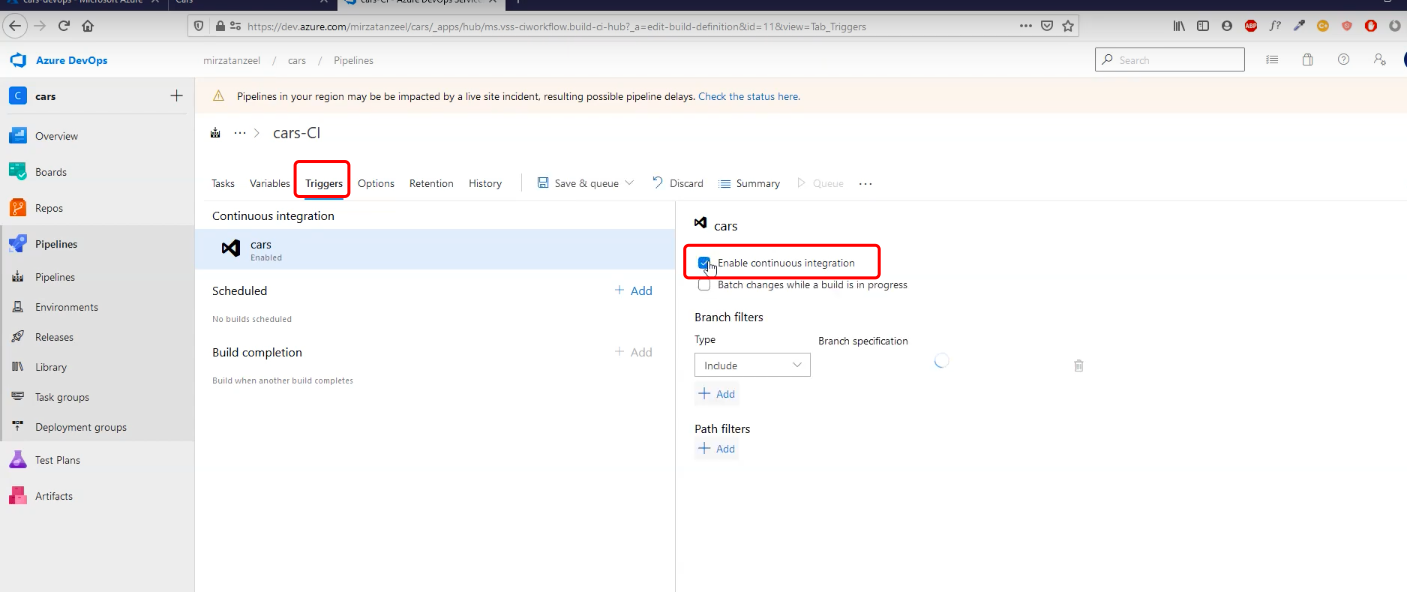 cars-devops - Microsoft Azure
Cars
cars-CI - Azure DevOps Services
https://dev.azure.com/mirzatanzeel/cars/_apps/hub/ms.vss-ciworkflow.build-ci-hub?_a=edit-build-definition&id=11&view=Tab_Triggers
ABP
f?
Azure DevOps
mirzatanzeel / cars / Pipelines
Search
C cars
Pipelines in your region may be be impacted by a live site incident, resulting possible pipeline delays. Check the status here.
Overview
Boards
Repos
Pipelines
Pipelines
Environments
Releases
Library
Task groups
Deployment groups
Test Plans
Artifacts
... > cars-CI
Tasks Variables Triggers Options Retention History Save & queue Discard Summary Queue ...
Continuous integration
cars
Enabled
Scheduled + Add
No builds scheduled
Build completion + Add
Build when another build completes
cars
Enable continuous integration
Batch changes while a build is in progress
Branch filters
Type Branch specification
Include
+ Add
Path filters
+ Add